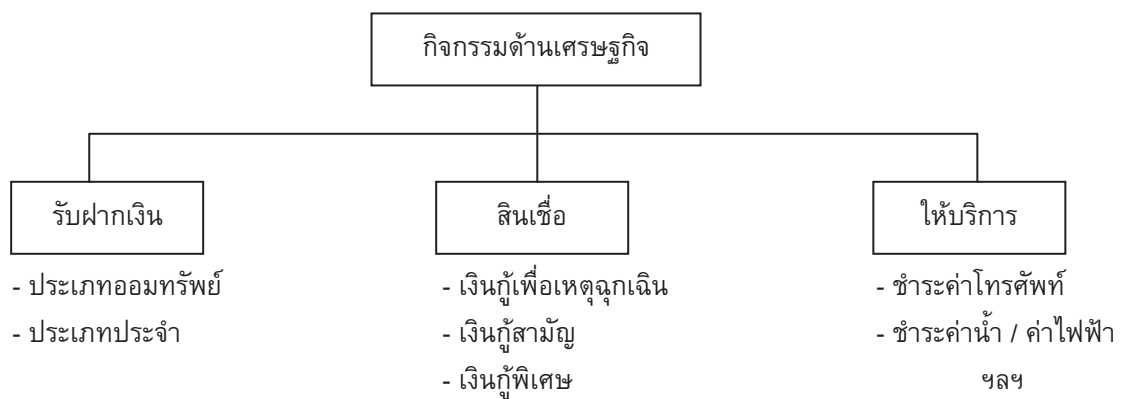 กิจกรรมด้านเศรษฐกิจ
รับฝากเงิน
- ประเภทออมทรัพย์
- ประเภทประจำ
สินเชื่อ
- เงินกู้เพื่อเหตุฉุกเฉิน
- เงินกู้สามัญ
- เงินกู้พิเศษ
ให้บริการ
- ชำระค่าโทรศัพท์
- ชำระค่าน้ำ / ค่าไฟฟ้า
ฯลฯ